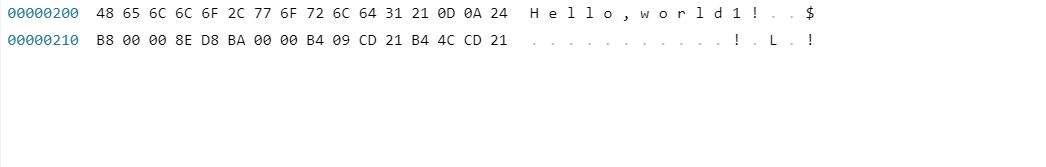 00000200 48 65 6C 6C 6F 2C 77 6F 72 6C 64 31 21 0D 0A 24 H e l l o , w o r l d 1 ! . . $
00000210 B8 00 00 8E D8 BA 00 00 B4 09 CD 21 B4 4C CD 21 . . . . . . . . . . . ! . L . !